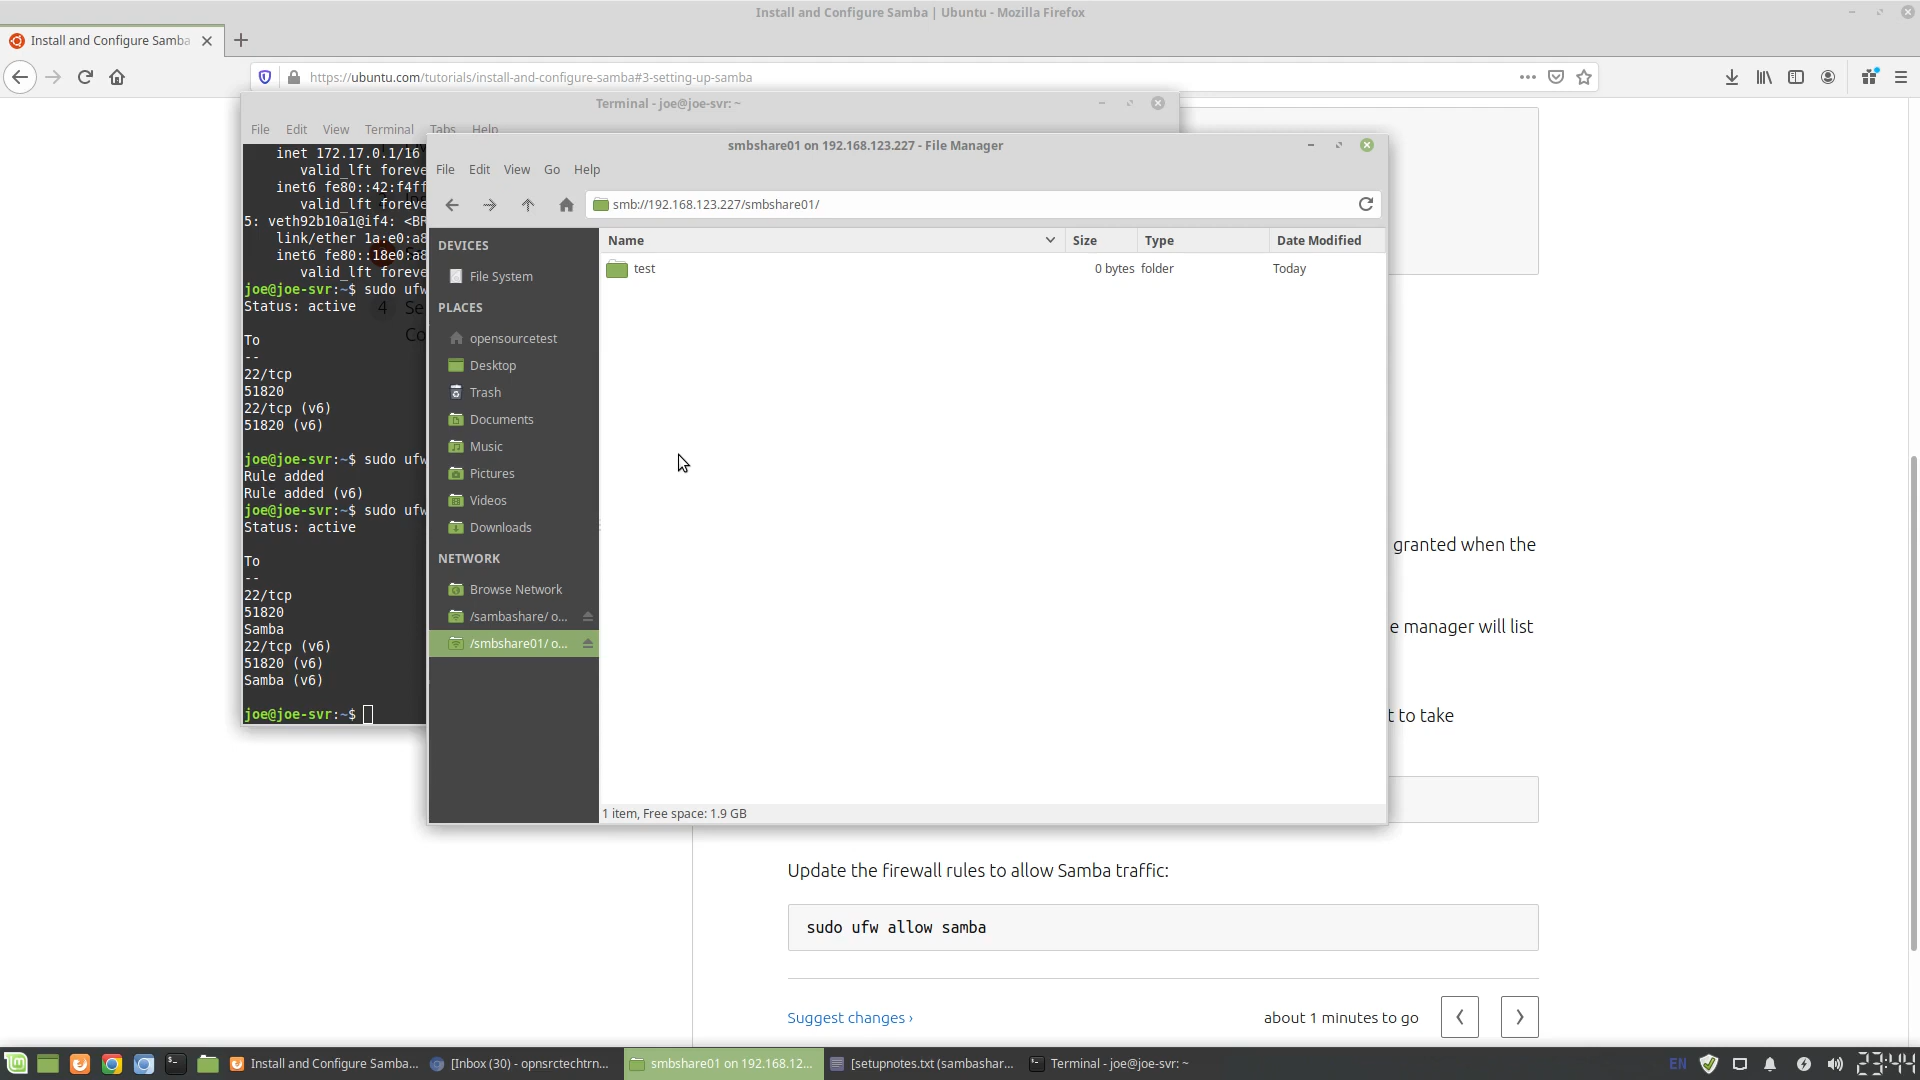 Install and Configure Samba | Ubuntu - Mozilla Firefox
Install and Configure Samba
https://ubuntu.com/tutorials/install-and-configure-samba#3-setting-up-samba
Terminal - joe@joe-svr: ~
File Edit View Terminal Tabs Help
inet 172.17.0.1/16
valid_lft foreve
inet6 fe80::42:f4ff
valid_lft foreve
5: veth92b10a1@if4: <BR
link/ether 1a:e0:a8
inet6 fe80::18e0:a8
valid_lft foreve
joe@joe-svr:~$ sudo ufw
Status: active
4 Se
Co
To
--
22/tcp
51820
22/tcp (v6)
51820 (v6)
joe@joe-svr:~$ sudo ufw
Rule added
Rule added (v6)
joe@joe-svr:~$ sudo ufw
Status: active
To
--
22/tcp
51820
Samba
22/tcp (v6)
51820 (v6)
Samba (v6)
joe@joe-svr:~$
smbshare01 on 192.168.123.227 - File Manager
File Edit View Go Help
smb://192.168.123.227/smbshare01/
DEVICES
File System
PLACES
opensourcetest
Desktop
Trash
Documents
Music
Pictures
Videos
Downloads
NETWORK
Browse Network
/sambashare/ o...
/smbshare01/ o...
Name Size Type Date Modified
test 0 bytes folder Today
1 item, Free space: 1.9 GB
granted when the
e manager will list
t to take
Update the firewall rules to allow Samba traffic:
sudo ufw allow samba
Suggest changes ›
about 1 minutes to go
Install and Configure Samba...
[Inbox (30) - opnsrctechtrn...
smbshare01 on 192.168.12...
[setupnotes.txt (sambashar...
Terminal - joe@joe-svr: ~
EN
23:44